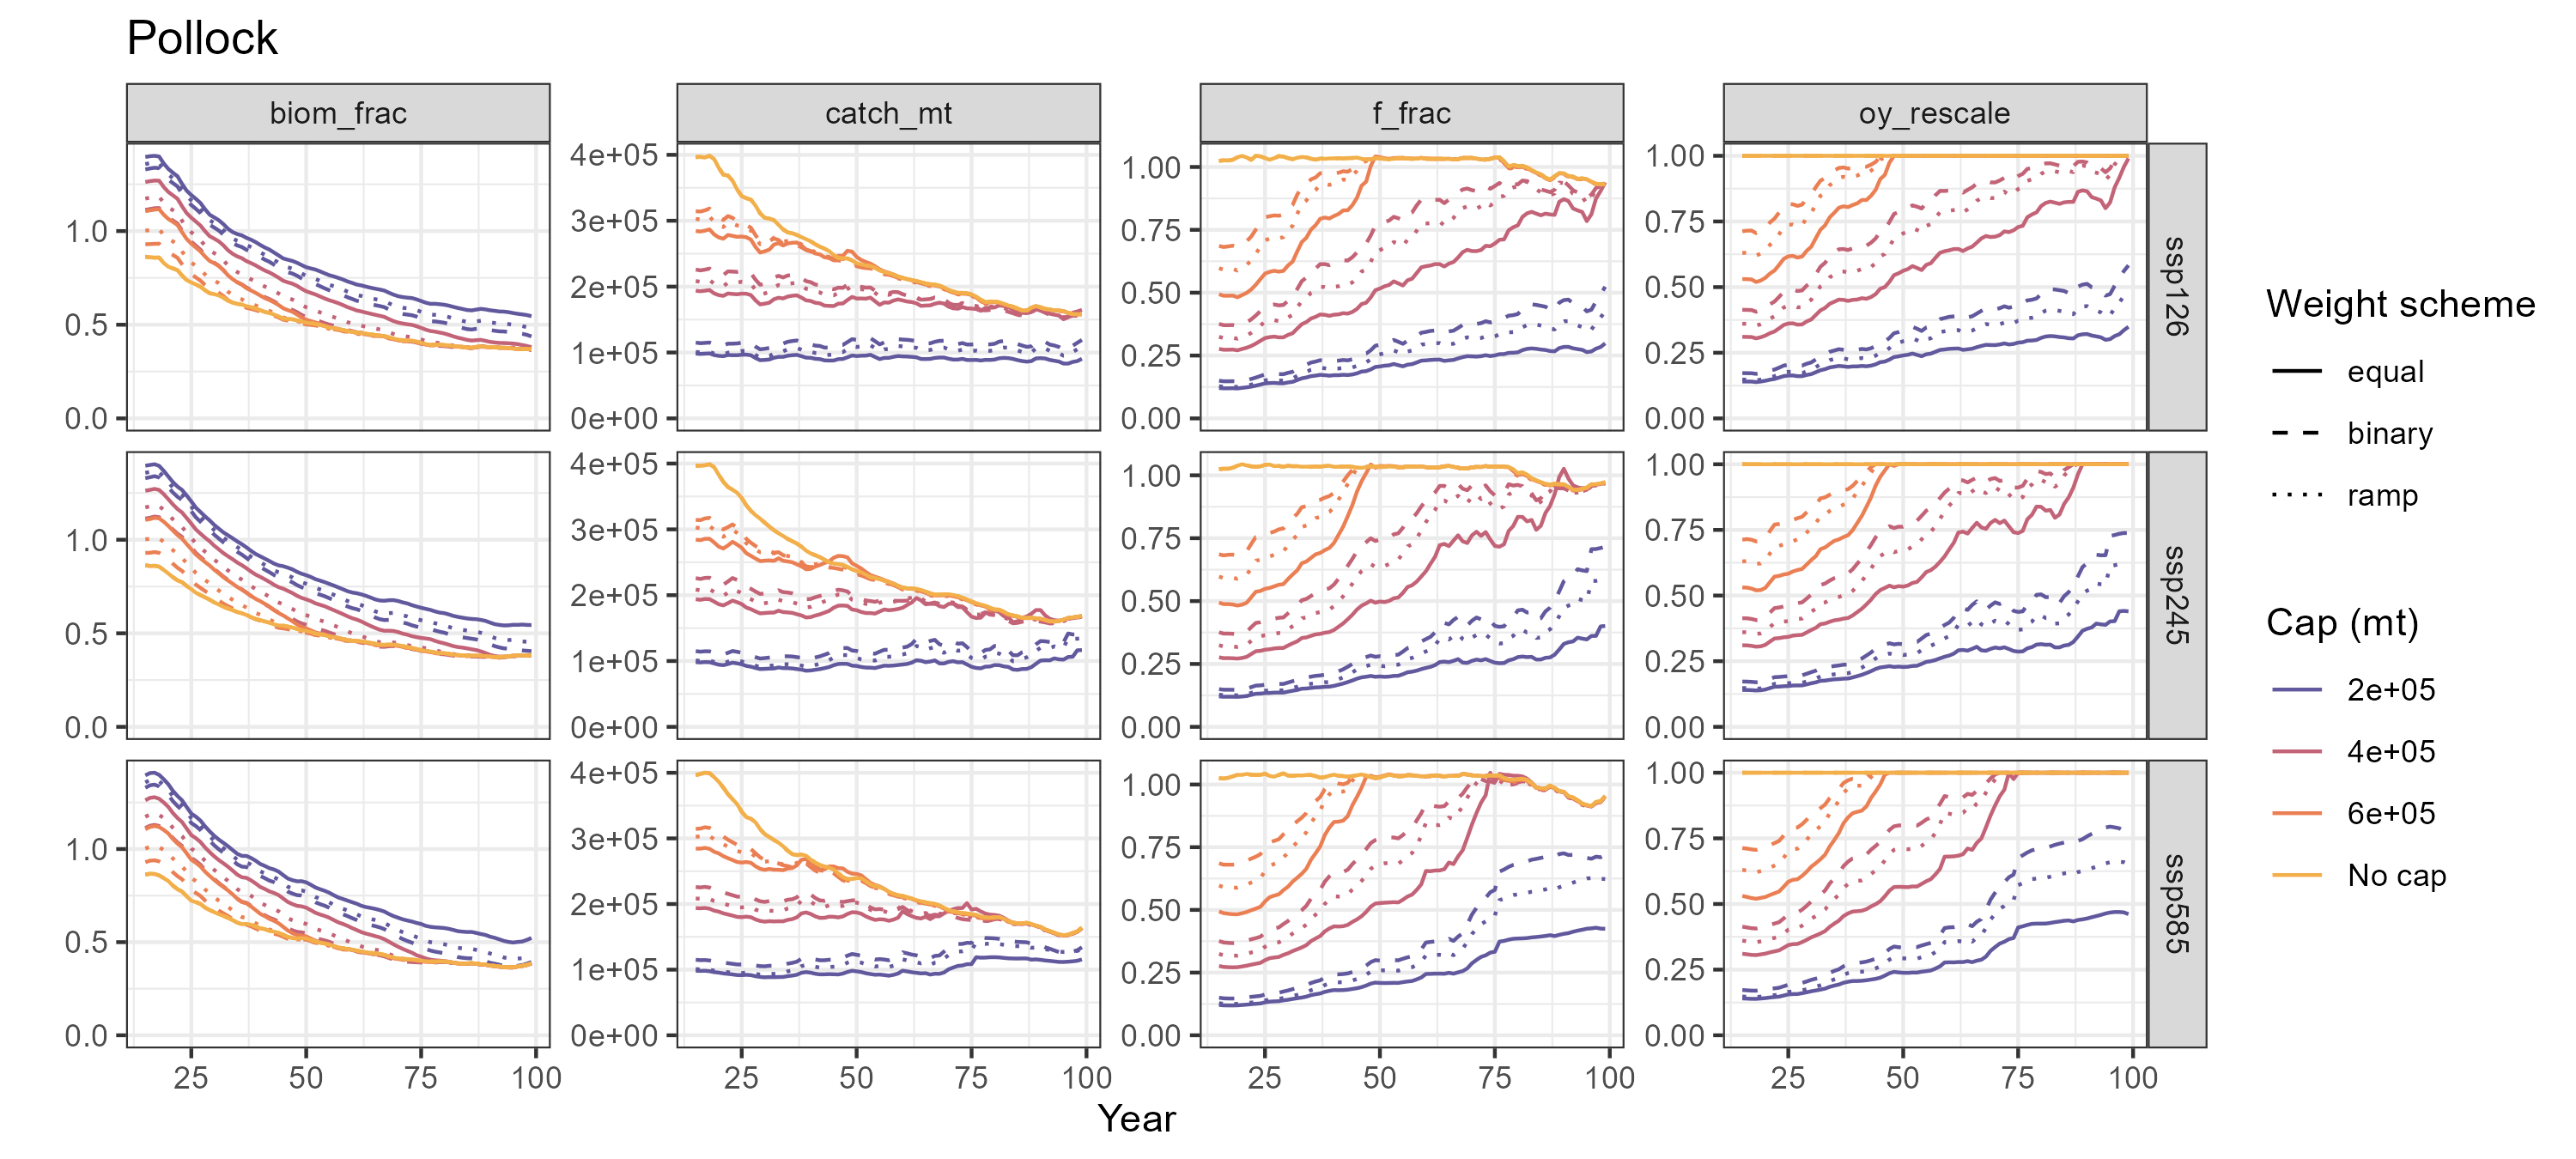 Pollock
biom_frac catch_mt f_frac oy_rescale
1.0
0.5
0.0
4e+05
3e+05
2e+05
1e+05
0e+00
1.00
0.75
0.50
0.25
0.00
1.00
0.75
0.50
0.25
0.00
ssp126
1.0
0.5
0.0
4e+05
3e+05
2e+05
1e+05
0e+00
1.00
0.75
0.50
0.25
0.00
1.00
0.75
0.50
0.25
0.00
ssp245
1.0
0.5
0.0
4e+05
3e+05
2e+05
1e+05
0e+00
1.00
0.75
0.50
0.25
0.00
1.00
0.75
0.50
0.25
0.00
ssp585
25 50 75 100 25 50 75 100 25 50 75 100 25 50 75 100
Year
Weight scheme
equal
binary
ramp
Cap (mt)
2e+05
4e+05
6e+05
No cap